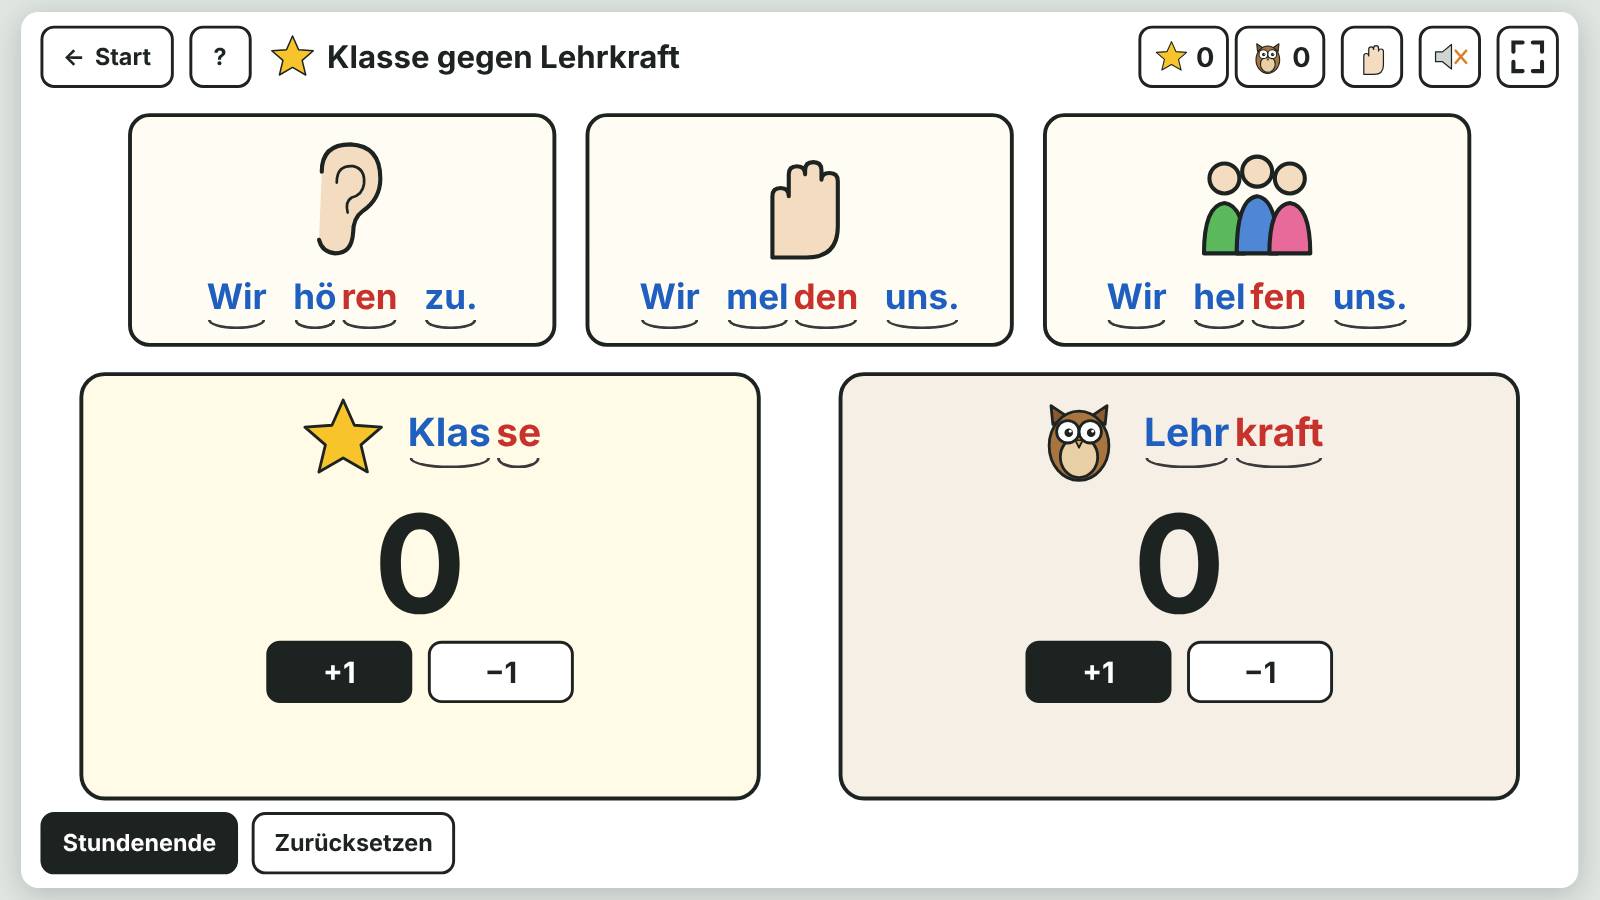 ← Start ? Klasse gegen Lehrkraft 0 0
Wir hören zu.
Wir melden uns.
Wir helfen uns.
Klasse
0
+1 −1
Lehrkraft
0
+1 −1
Stundenende Zurücksetzen